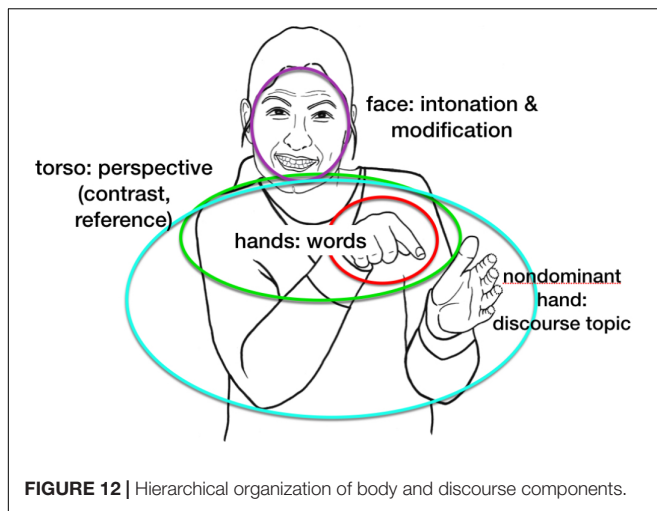 face: intonation &
modification
torso: perspective
(contrast,
reference)
hands: words
nondominant
hand:
discourse topic
FIGURE 12 | Hierarchical organization of body and discourse components.